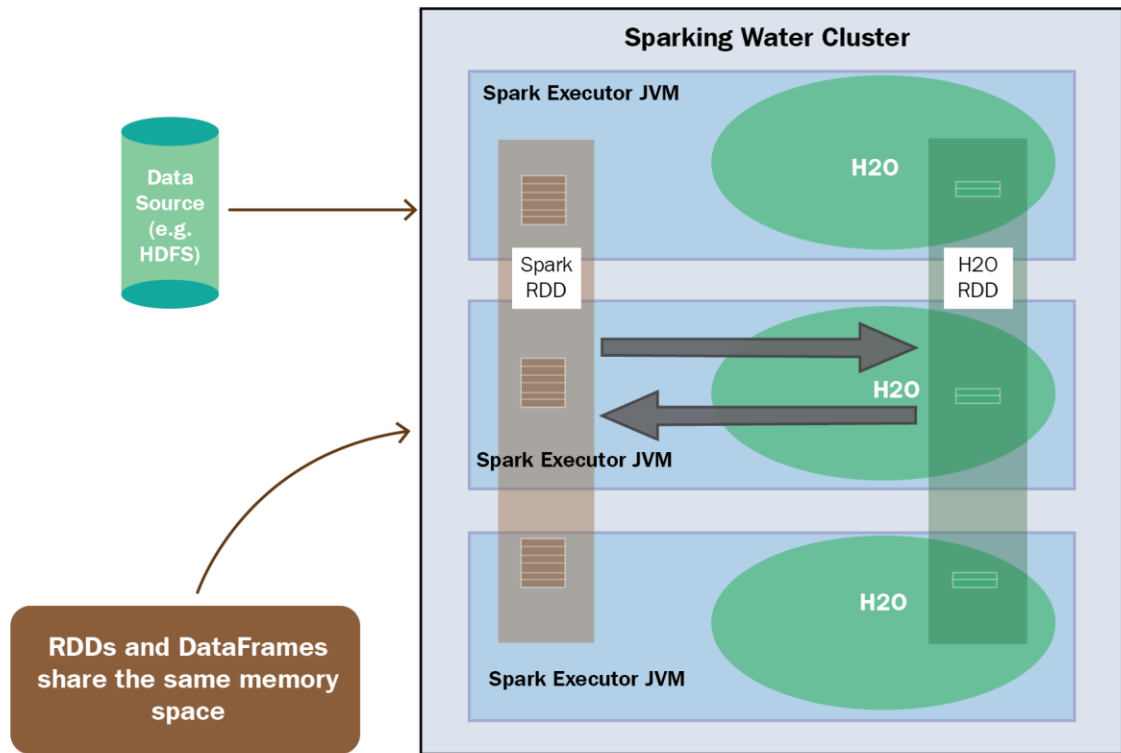 Sparking Water Cluster
Spark Executor JVM
H2O
Data
Source
(e.g.
HDFS)
Spark
RDD
H2O
RDD
H2O
Spark Executor JVM
H2O
Spark Executor JVM
RDDs and DataFrames
share the same memory
space